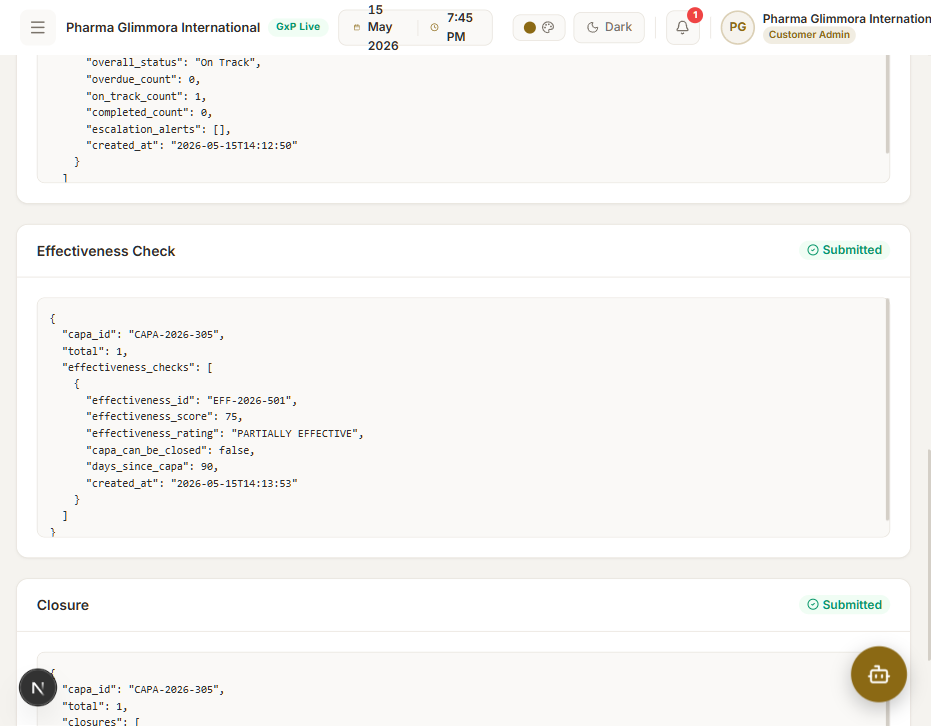 Pharma Glimmora International
GxP Live
15
May
2026
7:45
PM
Dark
1
PG
Pharma Glimmora Internation
Customer Admin
"overall_status": "On Track",
"overdue_count": 0,
"on_track_count": 1,
"completed_count": 0,
"escalation_alerts": [],
"created_at": "2026-05-15T14:12:50"
}
]
Effectiveness Check
Submitted
{
"capa_id": "CAPA-2026-305",
"total": 1,
"effectiveness_checks": [
{
"effectiveness_id": "EFF-2026-501",
"effectiveness_score": 75,
"effectiveness_rating": "PARTIALLY EFFECTIVE",
"capa_can_be_closed": false,
"days_since_capa": 90,
"created_at": "2026-05-15T14:13:53"
}
]
}
Closure
Submitted
{
"capa_id": "CAPA-2026-305",
"total": 1,
"closures": [
N